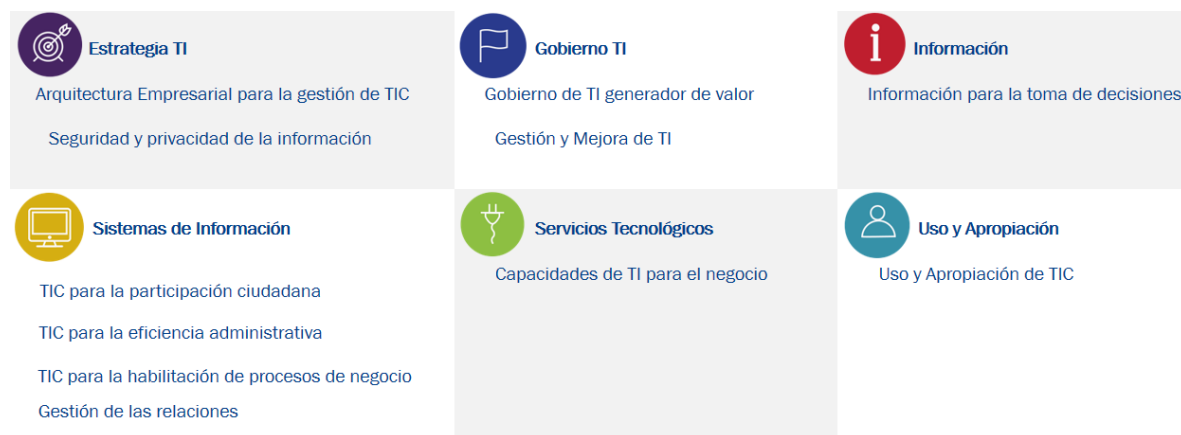 Estrategia TI
Arquitectura Empresarial para la gestión de TIC
Seguridad y privacidad de la información
Gobierno TI
Gobierno de TI generador de valor
Gestión y Mejora de TI
Información
Información para la toma de decisiones
Sistemas de Información
TIC para la participación ciudadana
TIC para la eficiencia administrativa
TIC para la habilitación de procesos de negocio
Gestión de las relaciones
Servicios Tecnológicos
Capacidades de TI para el negocio
Uso y Apropiación
Uso y Apropiación de TIC